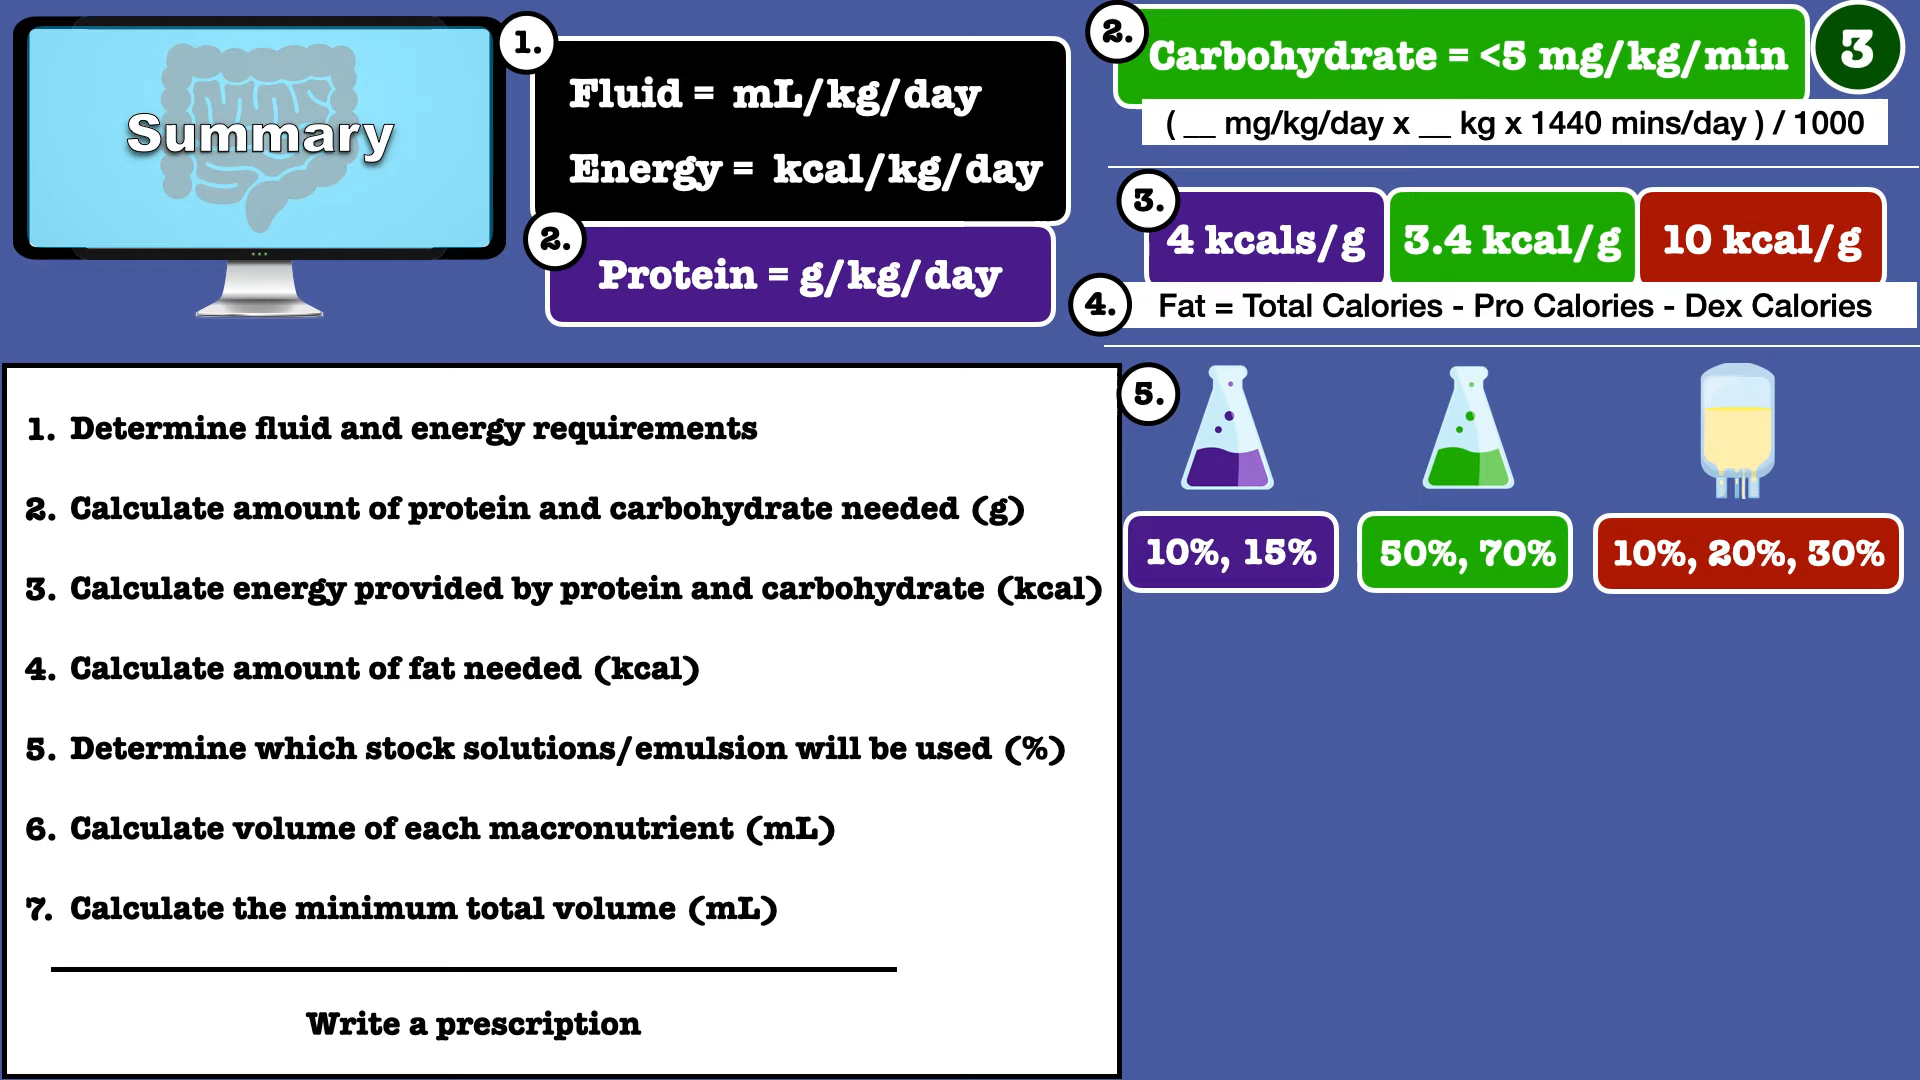 Summary
1.
Fluid = mL/kg/day
Energy = kcal/kg/day
2.
Protein = g/kg/day
2.
Carbohydrate = <5 mg/kg/min
3
( __ mg/kg/day x __ kg x 1440 mins/day ) / 1000
3.
4 kcals/g
3.4 kcal/g
10 kcal/g
4.
Fat = Total Calories - Pro Calories - Dex Calories
1. Determine fluid and energy requirements
2. Calculate amount of protein and carbohydrate needed (g)
3. Calculate energy provided by protein and carbohydrate (kcal)
4. Calculate amount of fat needed (kcal)
5. Determine which stock solutions/emulsion will be used (%)
6. Calculate volume of each macronutrient (mL)
7. Calculate the minimum total volume (mL)
Write a prescription
5.
10%, 15%
50%, 70%
10%, 20%, 30%